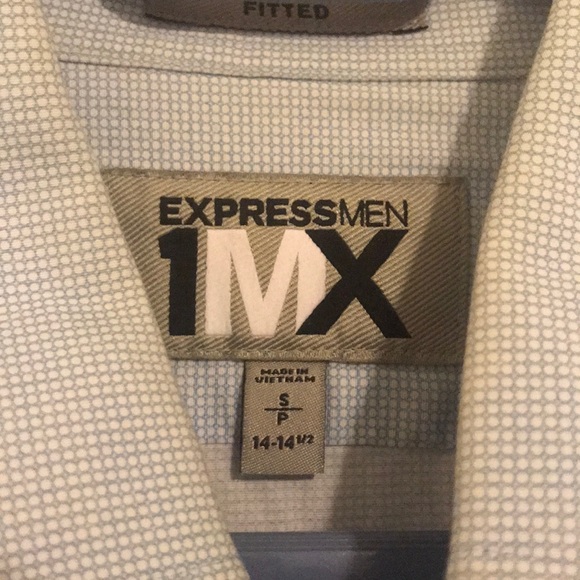 FITTED
EXPRESSMEN
1MX
MADE IN
VIETNAM
S
P
14-14 1/2